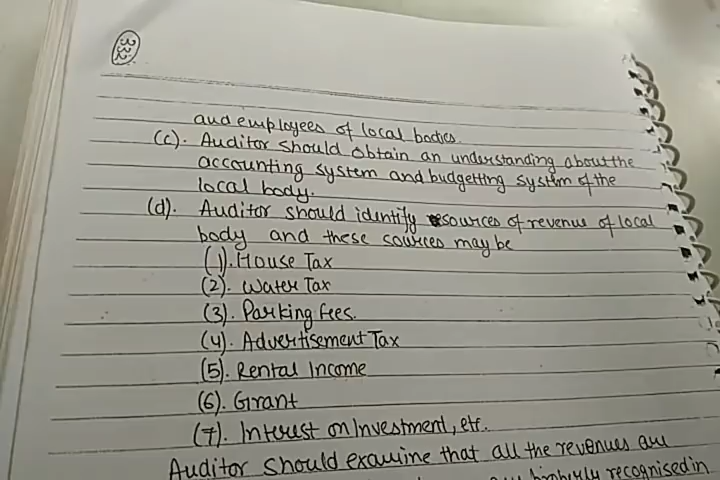 332
and employees of local bodies.
(c). Auditor should obtain an understanding about the
accounting system and budgetting system of the
local body.
(d). Auditor should identify sources of revenue of local
body and these sources may be
(1). House Tax
(2). Water Tax
(3). Parking fees.
(4). Advertisement Tax
(5). Rental Income
(6). Grant
(7). Interest on Investment, etc.
Auditor should examine that all the revenues are
properly recognised in